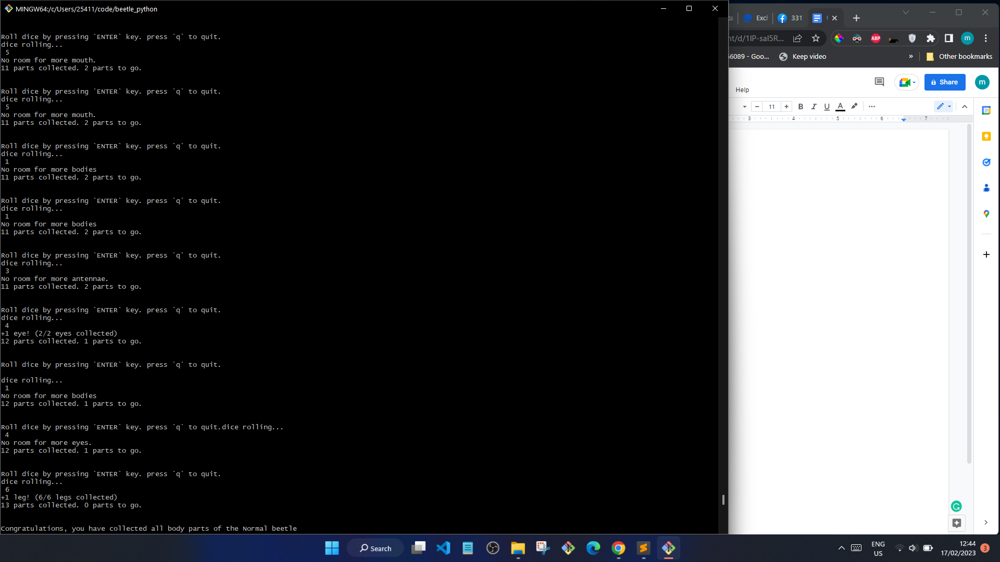 MINGW64:/c/Users/25411/code/beetle_python
Roll dice by pressing `ENTER` key. press `q` to quit.
dice rolling...
5
No room for more mouth.
11 parts collected. 2 parts to go.
Roll dice by pressing `ENTER` key. press `q` to quit.
dice rolling...
5
No room for more mouth.
11 parts collected. 2 parts to go.
Roll dice by pressing `ENTER` key. press `q` to quit.
dice rolling...
1
No room for more bodies
11 parts collected. 2 parts to go.
Roll dice by pressing `ENTER` key. press `q` to quit.
dice rolling...
1
No room for more bodies
11 parts collected. 2 parts to go.
Roll dice by pressing `ENTER` key. press `q` to quit.
dice rolling...
3
No room for more antennae.
11 parts collected. 2 parts to go.
Roll dice by pressing `ENTER` key. press `q` to quit.
dice rolling...
4
+1 eye! (2/2 eyes collected)
12 parts collected. 1 parts to go.
Roll dice by pressing `ENTER` key. press `q` to quit.
dice rolling...
1
No room for more bodies
12 parts collected. 1 parts to go.
Roll dice by pressing `ENTER` key. press `q` to quit.dice rolling...
4
No room for more eyes.
12 parts collected. 1 parts to go.
Roll dice by pressing `ENTER` key. press `q` to quit.
dice rolling...
6
+1 leg! (6/6 legs collected)
13 parts collected. 0 parts to go.
Congratulations, you have collected all body parts of the Normal beetle
Exch
331
nt/d/1IP-sal5R...
ABP
m
56089 - Goo...
Keep video
»
Other bookmarks
Help
Share
m
− 11 + B I U A
3 4 5 6 7
31
Search
ENG
US
12:44
17/02/2023
3